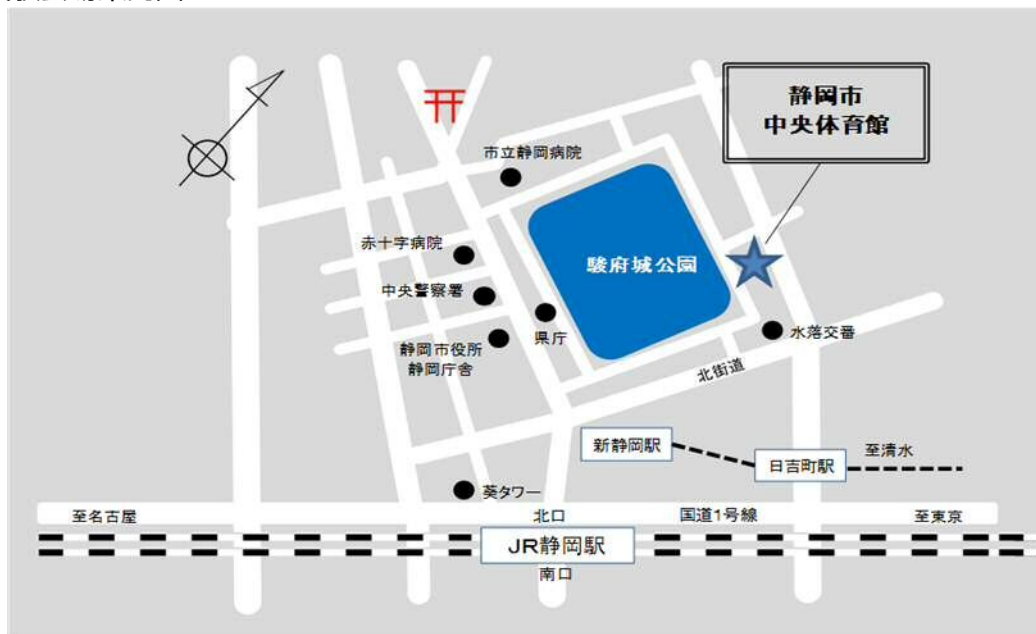 静岡市
中央体育館
市立静岡病院
赤十字病院
駿府城公園
中央警察署
県庁
水落交番
静岡市役所
静岡庁舎
北街道
新静岡駅
日吉町駅
至清水
葵タワー
至名古屋
北口
国道1号線
至東京
JR静岡駅
南口